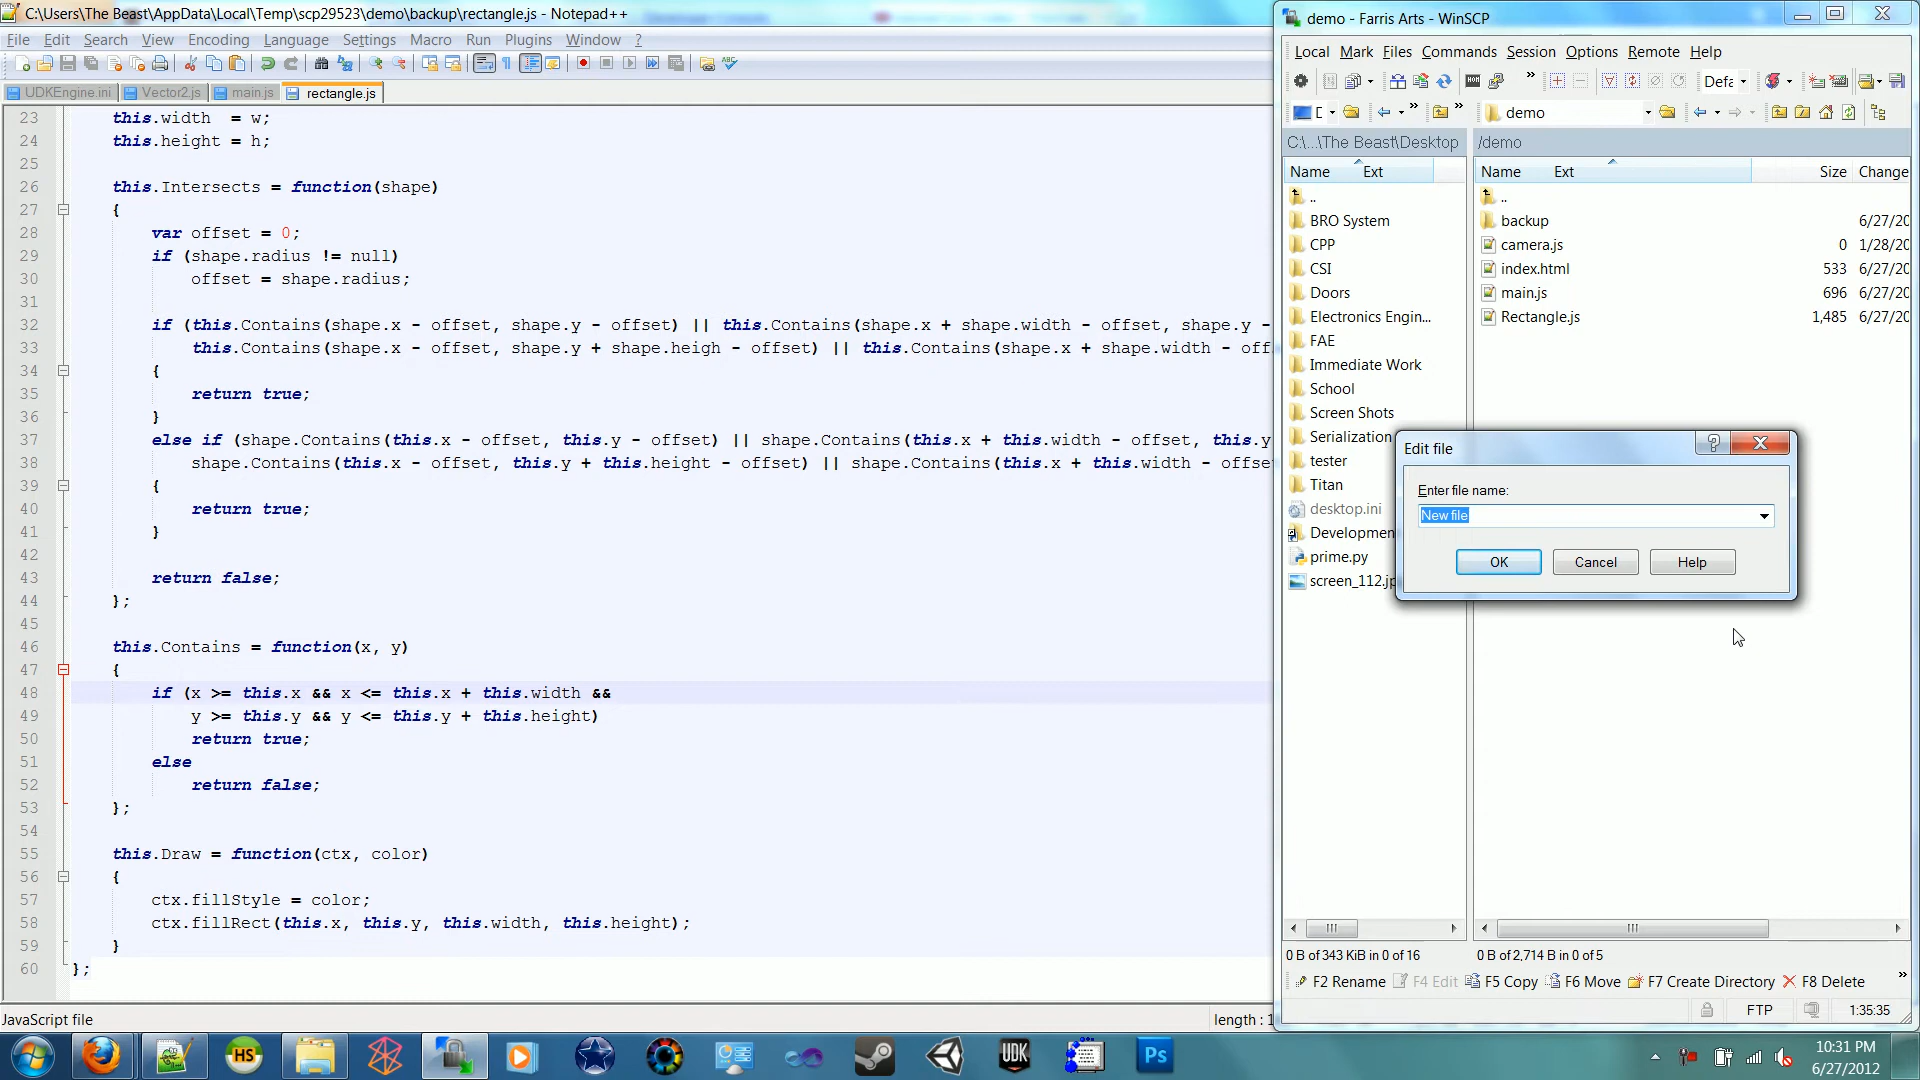 C:\Users\The Beast\AppData\Local\Temp\scp29523\demo\backup\rectangle.js - Notepad++
File Edit Search View Encoding Language Settings Macro Run Plugins Window ?
UDKEngine.ini Vector2.js main.js rectangle.js
23 this.width = w;
24 this.height = h;
25
26 this.Intersects = function(shape)
27 {
28 var offset = 0;
29 if (shape.radius != null)
30 offset = shape.radius;
31
32 if (this.Contains(shape.x - offset, shape.y - offset) || this.Contains(shape.x + shape.width - offset, shape.y -
33 this.Contains(shape.x - offset, shape.y + shape.heigh - offset) || this.Contains(shape.x + shape.width - off
34 {
35 return true;
36 }
37 else if (shape.Contains(this.x - offset, this.y - offset) || shape.Contains(this.x + this.width - offset, this.y
38 shape.Contains(this.x - offset, this.y + this.height - offset) || shape.Contains(this.x + this.width - offse
39 {
40 return true;
41 }
42
43 return false;
44 };
45
46 this.Contains = function(x, y)
47 {
48 if (x >= this.x && x <= this.x + this.width &&
49 y >= this.y && y <= this.y + this.height)
50 return true;
51 else
52 return false;
53 };
54
55 this.Draw = function(ctx, color)
56 {
57 ctx.fillStyle = color;
58 ctx.fillRect(this.x, this.y, this.width, this.height);
59 }
60 };
JavaScript file length : 1
demo - Farris Arts - WinSCP
Local Mark Files Commands Session Options Remote Help
Defa
D demo
C:\...\The Beast\Desktop /demo
Name Ext Name Ext Size Change
.. ..
BRO System backup 6/27/20
CPP camera.js 0 1/28/20
CSI index.html 533 6/27/20
Doors main.js 696 6/27/20
Electronics Engin... Rectangle.js 1,485 6/27/20
FAE
Immediate Work
School
Screen Shots
Serialization
tester
Titan
desktop.ini
Developmen
prime.py
screen_112.jp
Edit file
Enter file name:
New file
OK Cancel Help
0 B of 343 KiB in 0 of 16 0 B of 2,714 B in 0 of 5
F2 Rename F4 Edit F5 Copy F6 Move F7 Create Directory F8 Delete
FTP 1:35:35
HS UDK Ps
10:31 PM
6/27/2012